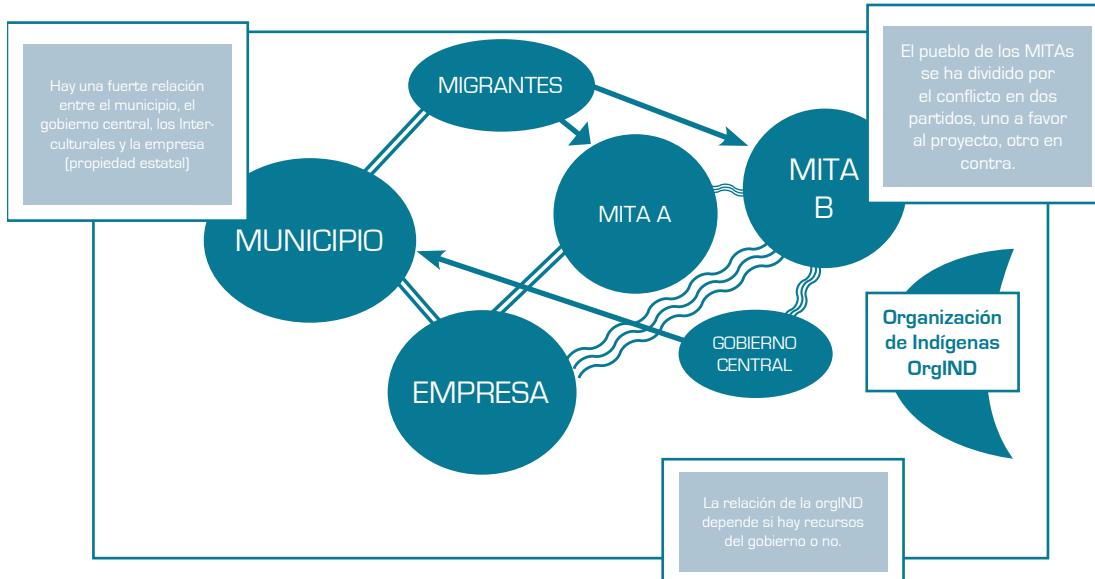 Hay una fuerte relación
entre el municipio, el
gobierno central, los Inter-
culturales y la empresa
(propiedad estatal)
MIGRANTES
El pueblo de los MITAs
se ha dividido por
el conflicto en dos
partidos, uno a favor
al proyecto, otro en
contra.
MUNICIPIO
MITA A
MITA
B
EMPRESA
GOBIERNO
CENTRAL
Organización
de Indígenas
OrgIND
La relación de la orgIND
depende si hay recursos
del gobierno o no.